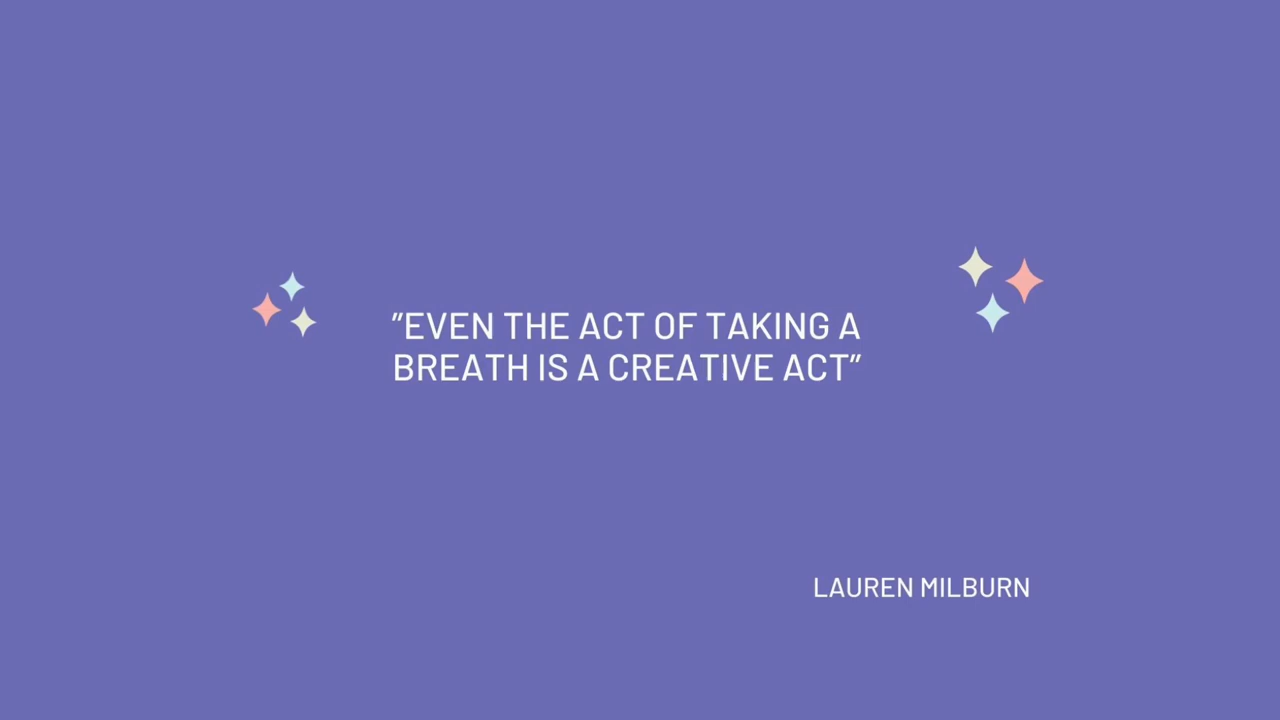 "EVEN THE ACT OF TAKING A
BREATH IS A CREATIVE ACT"
LAUREN MILBURN